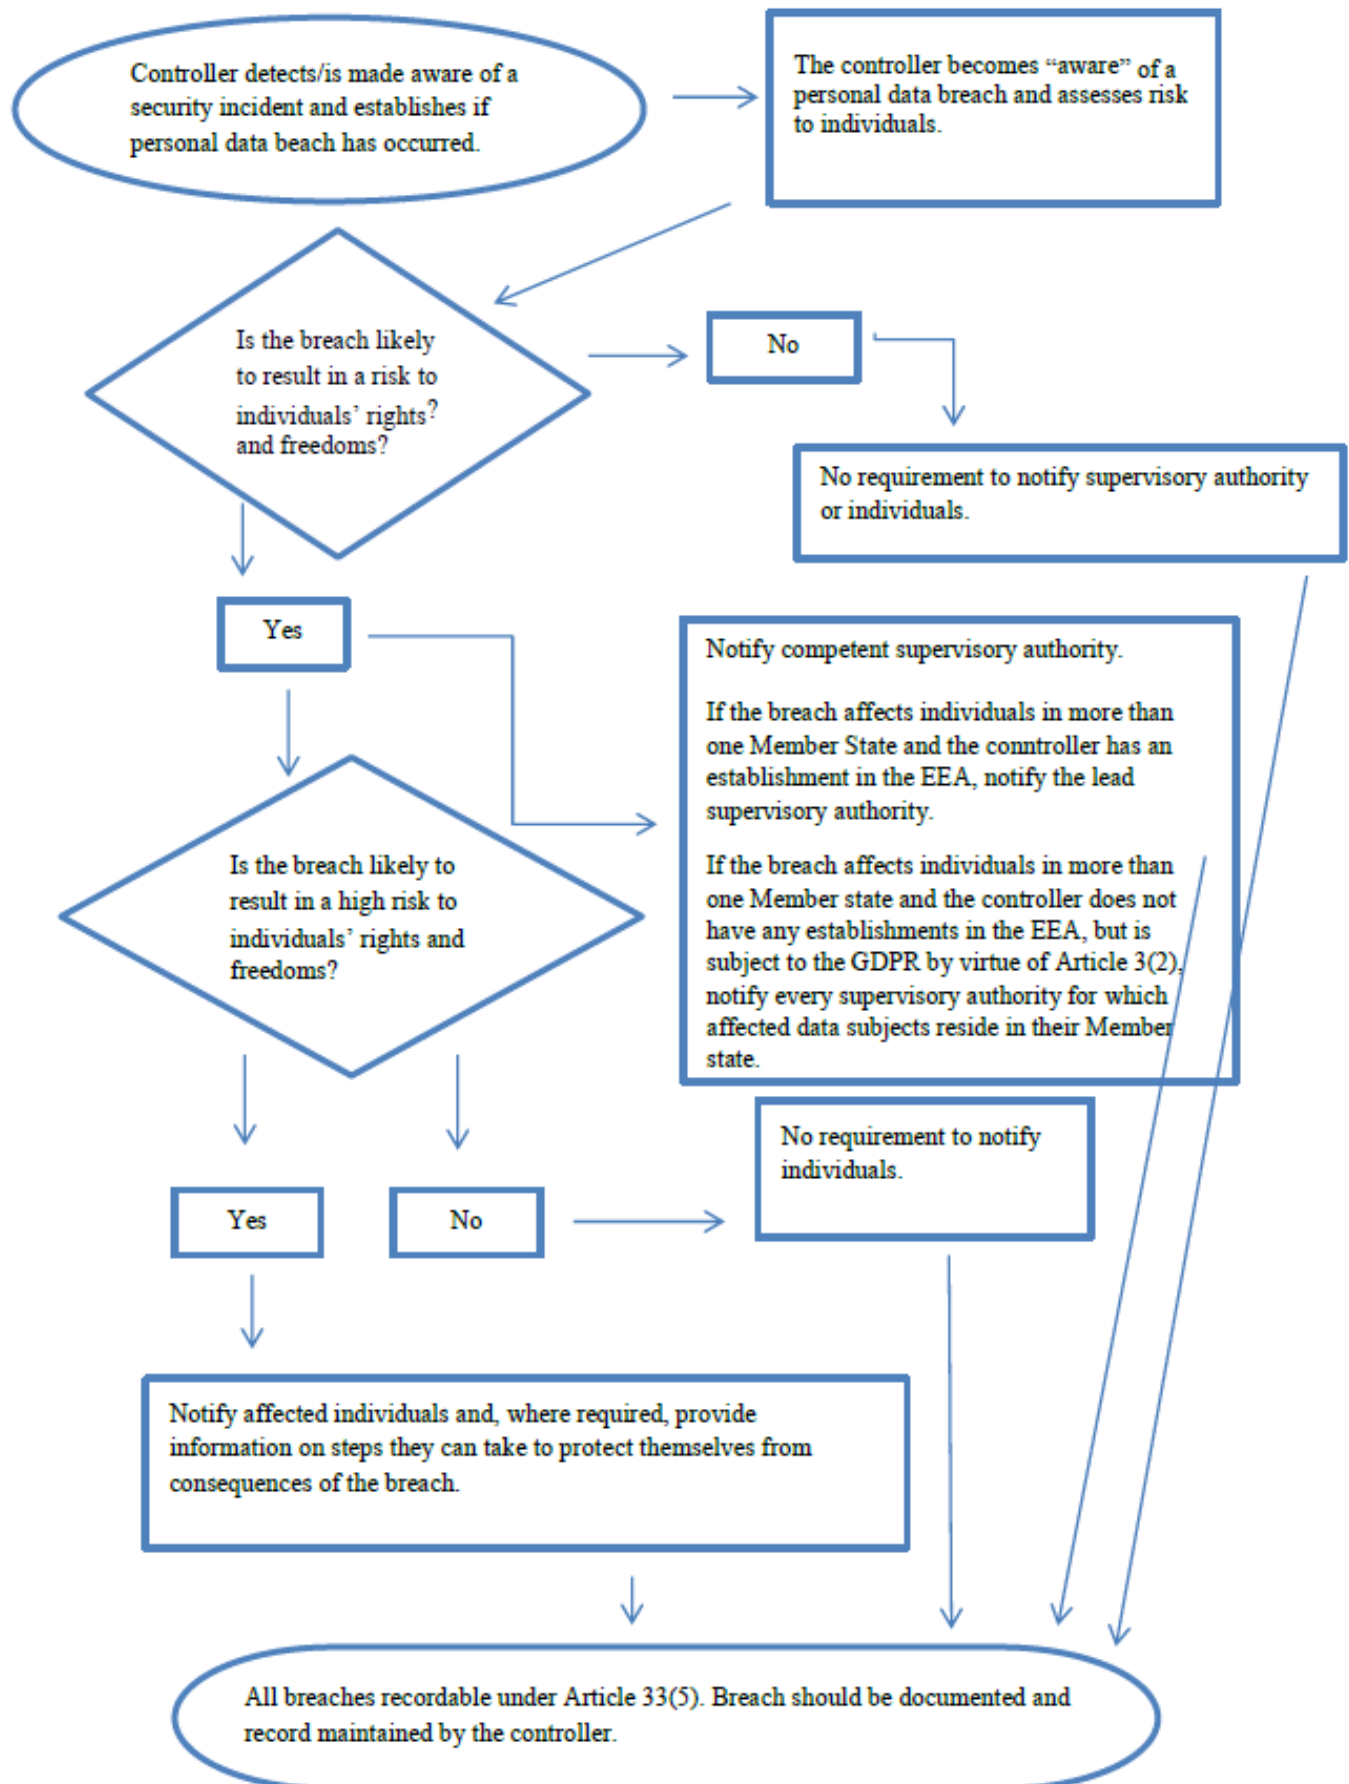 Controller detects/is made aware of a
security incident and establishes if
personal data beach has occurred.
The controller becomes “aware” of a
personal data breach and assesses risk
to individuals.
Is the breach likely
to result in a risk to
individuals’ rights?
and freedoms?
No
No requirement to notify supervisory authority
or individuals.
Yes
Notify competent supervisory authority.
If the breach affects individuals in more than
one Member State and the conntroller has an
establishment in the EEA, notify the lead
supervisory authority.
If the breach affects individuals in more than
one Member state and the controller does not
have any establishments in the EEA, but is
subject to the GDPR by virtue of Article 3(2),
notify every supervisory authority for which
affected data subjects reside in their Member
state.
Is the breach likely to
result in a high risk to
individuals’ rights and
freedoms?
Yes
No
No requirement to notify
individuals.
Notify affected individuals and, where required, provide
information on steps they can take to protect themselves from
consequences of the breach.
All breaches recordable under Article 33(5). Breach should be documented and
record maintained by the controller.